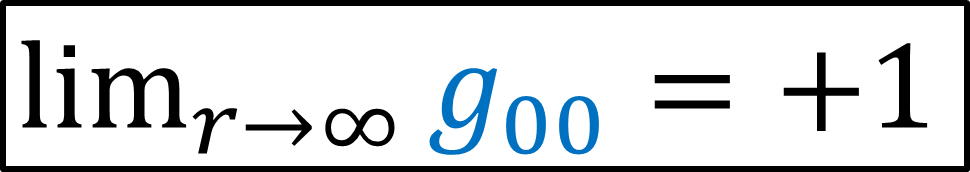 lim_{r→∞} g_{00} = +1